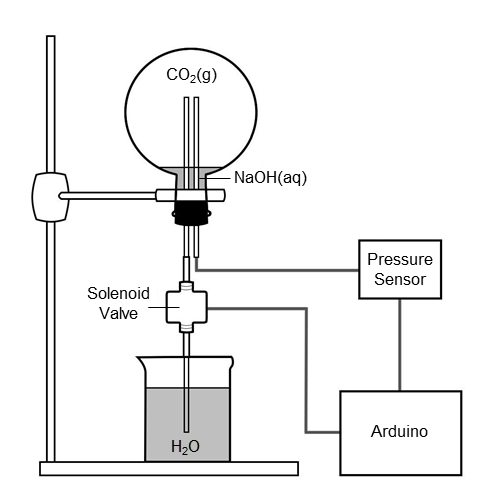 CO₂(g)
NaOH(aq)
Pressure
Sensor
Solenoid
Valve
Arduino
H₂O